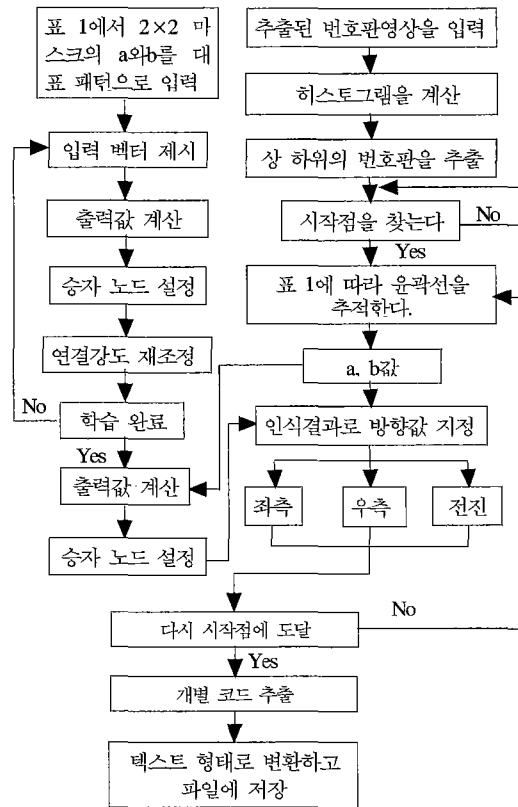 표 1에서 2×2 마
스크의 a와b를 대
표 패턴으로 입력
입력 벡터 제시
출력값 계산
승자 노드 설정
연결강도 재조정
No
학습 완료
Yes
출력값 계산
승자 노드 설정
추출된 번호판영상을 입력
히스토그램을 계산
상 하위의 번호판을 추출
시작점을 찾는다
No
Yes
표 1에 따라 윤곽선을
추적한다.
a, b값
인식결과로 방향값 지정
좌측
우측
전진
다시 시작점에 도달
No
Yes
개별 코드 추출
텍스트 형태로 변환하고
파일에 저장